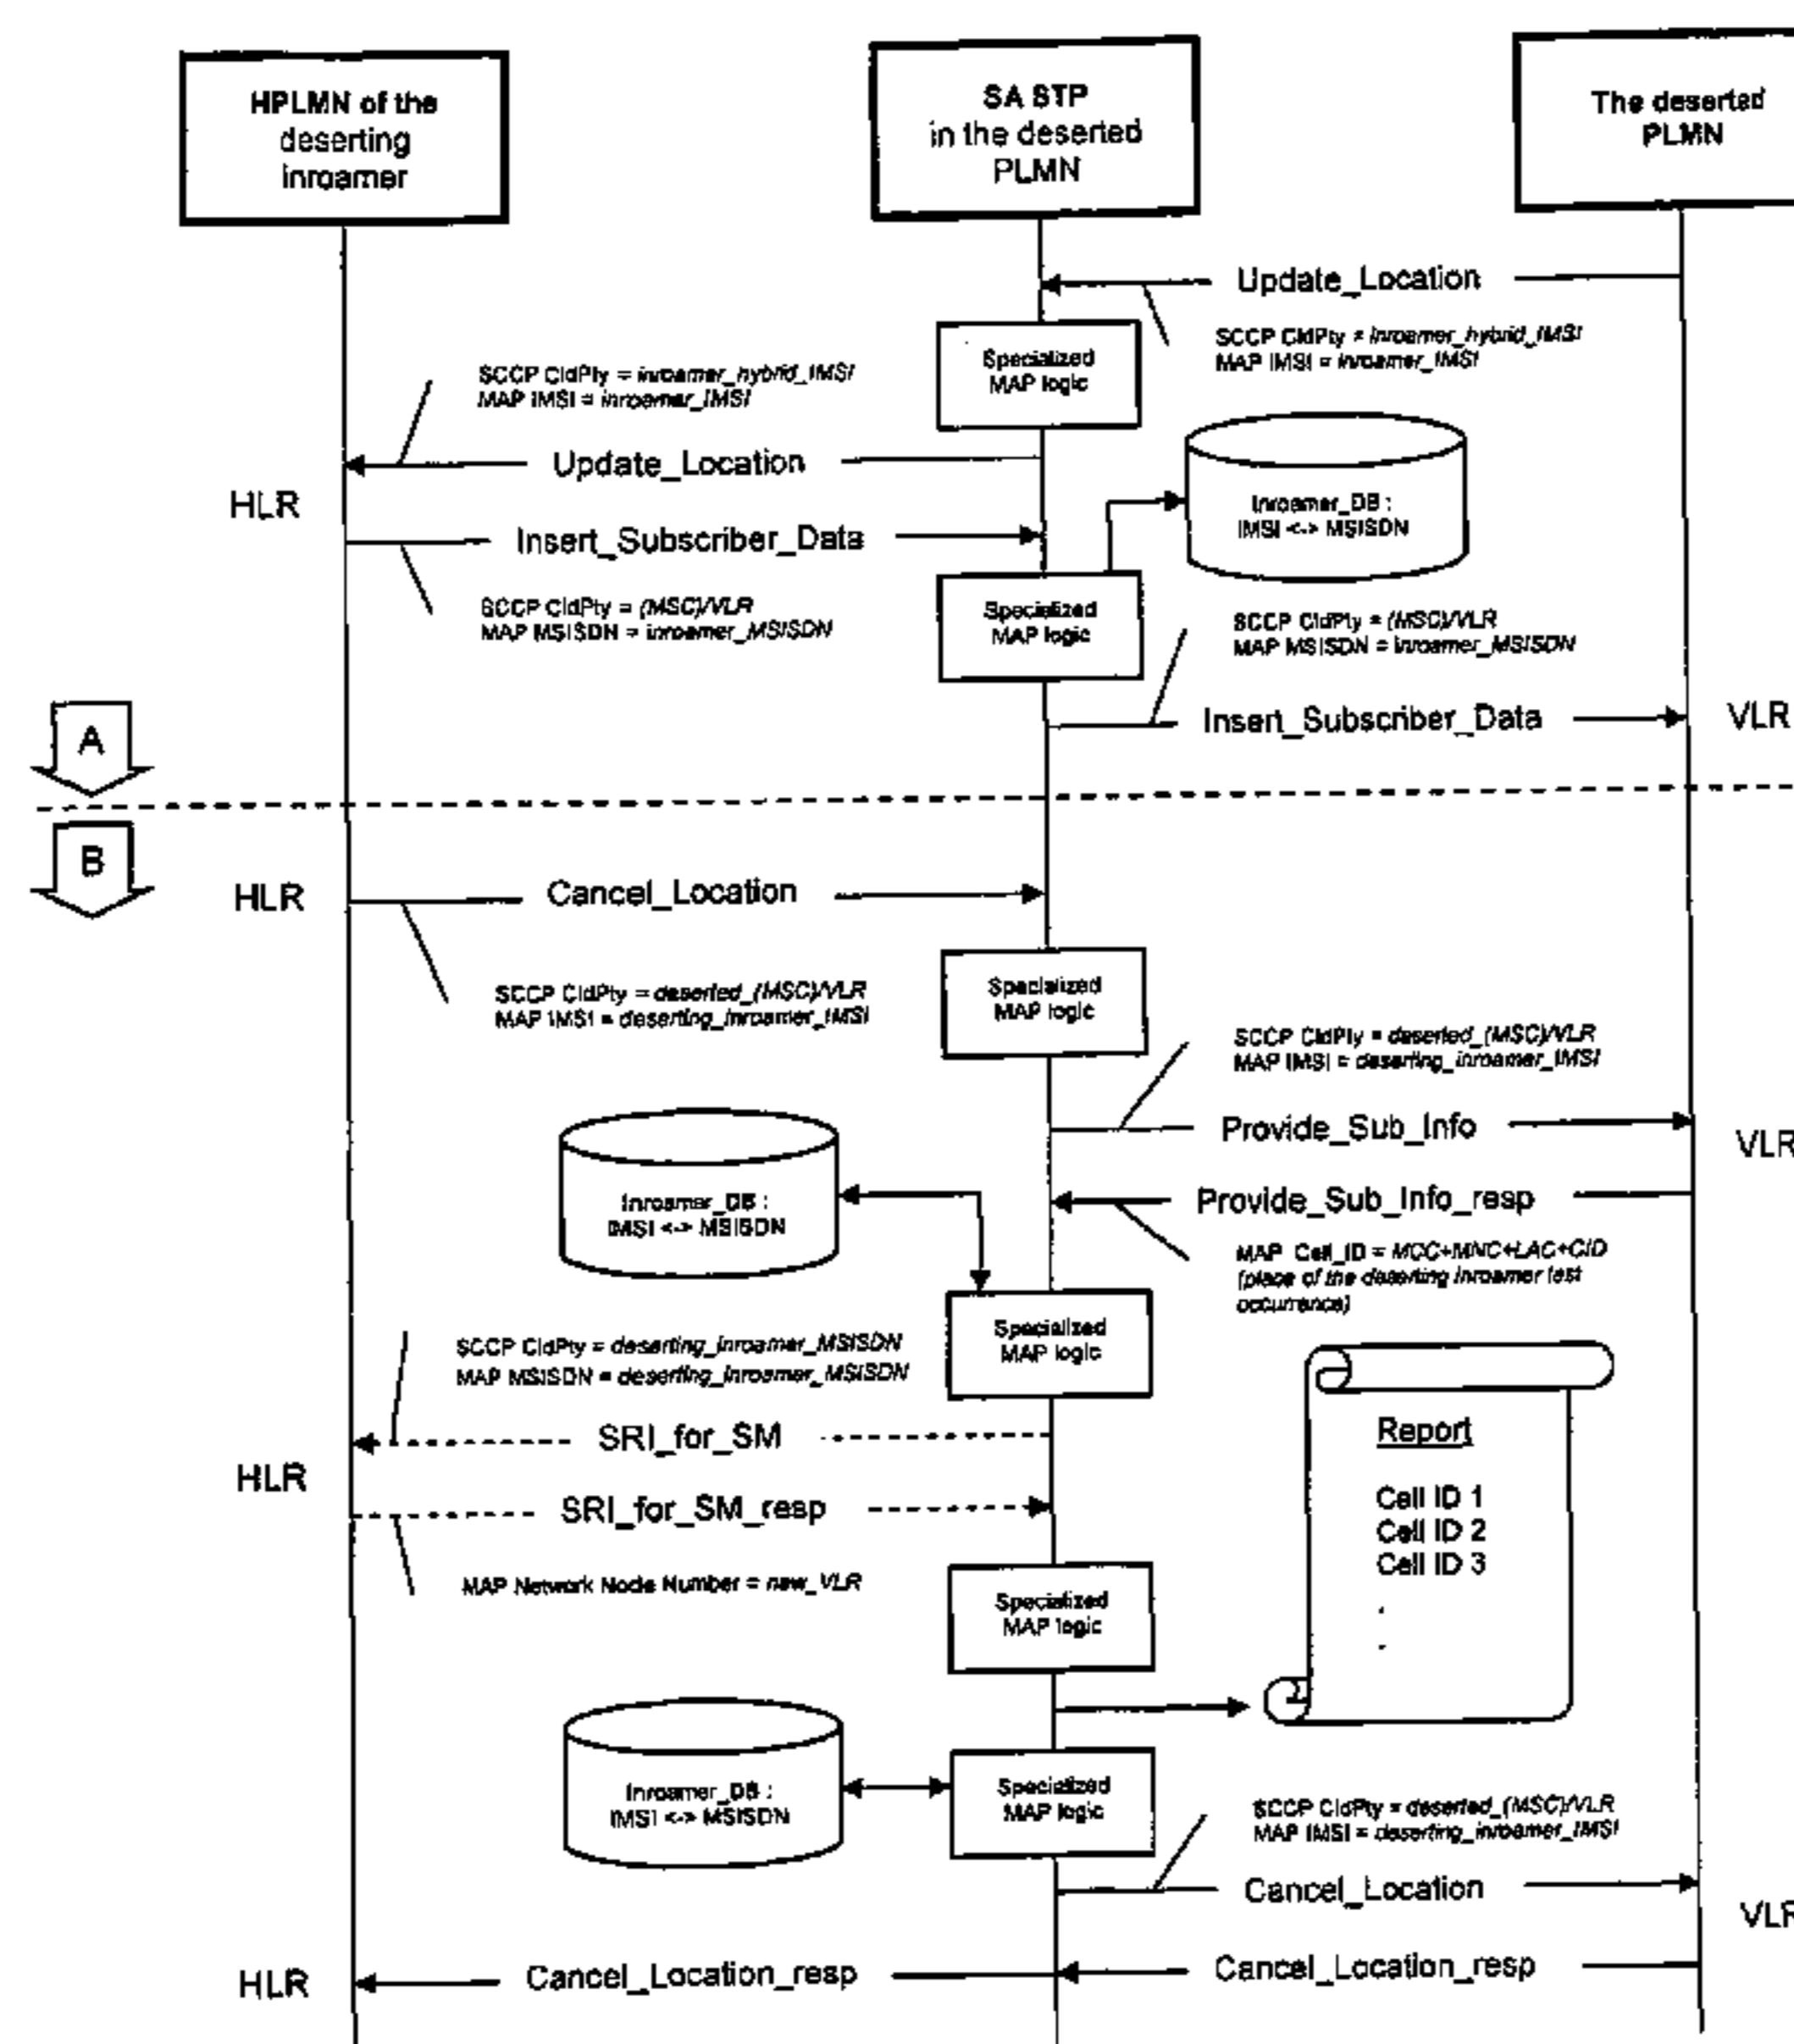 HPLMN of the
deserting
inroamer
SA STP
in the deserted
PLMN
The deserted
PLMN
Update_Location
SCCP CldPty = inroamer_hybrid_IMSI
MAP IMSI = inroamer_IMSI
Specialized
MAP logic
SCCP CldPty = inroamer_hybrid_IMSI
MAP IMSI = inroamer_IMSI
Update_Location
HLR
Inroamer_DB :
IMSI <-> MSISDN
Insert_Subscriber_Data
SCCP CldPty = (MSC)/VLR
MAP MSISDN = inroamer_MSISDN
Specialized
MAP logic
SCCP CldPty = (MSC)/VLR
MAP MSISDN = inroamer_MSISDN
Insert_Subscriber_Data
VLR
A
B
HLR
Cancel_Location
SCCP CldPty = deserted_(MSC)/VLR
MAP IMSI = deserting_inroamer_IMSI
Specialized
MAP logic
SCCP CldPty = deserted_(MSC)/VLR
MAP IMSI = deserting_inroamer_IMSI
Provide_Sub_Info
VLR
Inroamer_DB :
IMSI <-> MSISDN
Provide_Sub_Info_resp
MAP Cell_ID = MCC+MNC+LAC+CID
(place of the deserting inroamer last
occurrence)
Specialized
MAP logic
SCCP CldPty = deserting_inroamer_MSISDN
MAP MSISDN = deserting_inroamer_MSISDN
SRI_for_SM
HLR
SRI_for_SM_resp
MAP Network Node Number = new_VLR
Report
Cell ID 1
Cell ID 2
Cell ID 3
.
.
Specialized
MAP logic
Inroamer_DB :
IMSI <-> MSISDN
Specialized
MAP logic
SCCP CldPty = deserted_(MSC)/VLR
MAP IMSI = deserting_inroamer_IMSI
Cancel_Location
VLR
HLR
Cancel_Location_resp
Cancel_Location_resp